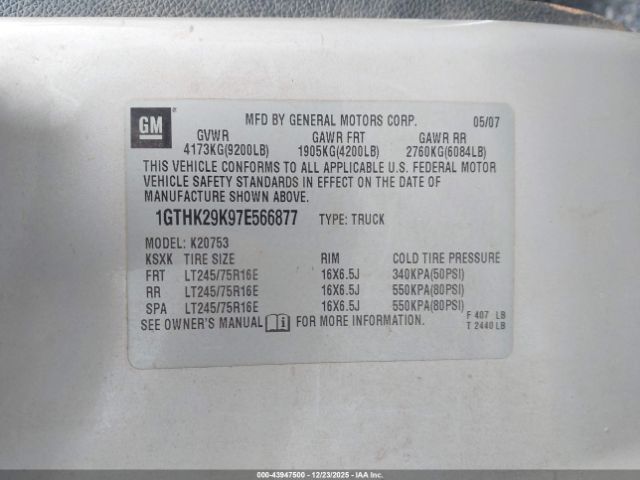 GM
MFD BY GENERAL MOTORS CORP. 05/07
GVWR GAWR FRT GAWR RR
4173KG(9200LB) 1905KG(4200LB) 2760KG(6084LB)
THIS VEHICLE CONFORMS TO ALL APPLICABLE U.S. FEDERAL MOTOR
VEHICLE SAFETY STANDARDS IN EFFECT ON THE DATE OF
MANUFACTURE SHOWN ABOVE.
1GTHK29K97E566877 TYPE: TRUCK
MODEL: K20753
KSXK TIRE SIZE RIM COLD TIRE PRESSURE
FRT LT245/75R16E 16X6.5J 340KPA(50PSI)
RR LT245/75R16E 16X6.5J 550KPA(80PSI)
SPA LT245/75R16E 16X6.5J 550KPA(80PSI)
SEE OWNER'S MANUAL i FOR MORE INFORMATION. F 407 LB
T 2440 LB
000-43947500 - 12/23/2025 - IAAI.COM